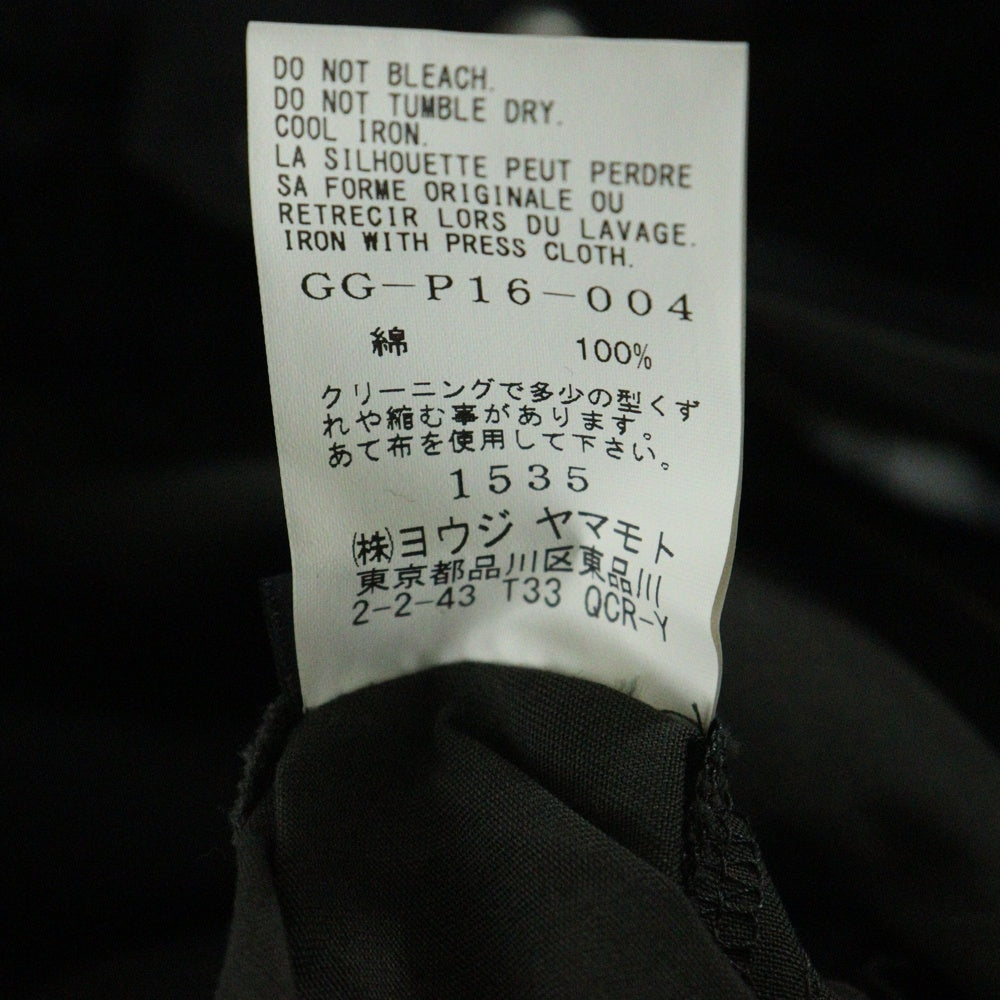 DO NOT BLEACH.
DO NOT TUMBLE DRY.
COOL IRON.
LA SILHOUETTE PEUT PERDRE
SA FORME ORIGINALE OU
RETRECIR LORS DU LAVAGE.
IRON WITH PRESS CLOTH.
GG-P16-004
綿 100%
クリーニングで多少の型くず
れや縮む事があります。
あて布を使用して下さい。
1535
㈱ヨウジ ヤマモト
東京都品川区東品川
2-2-43 T33 QCR-Y